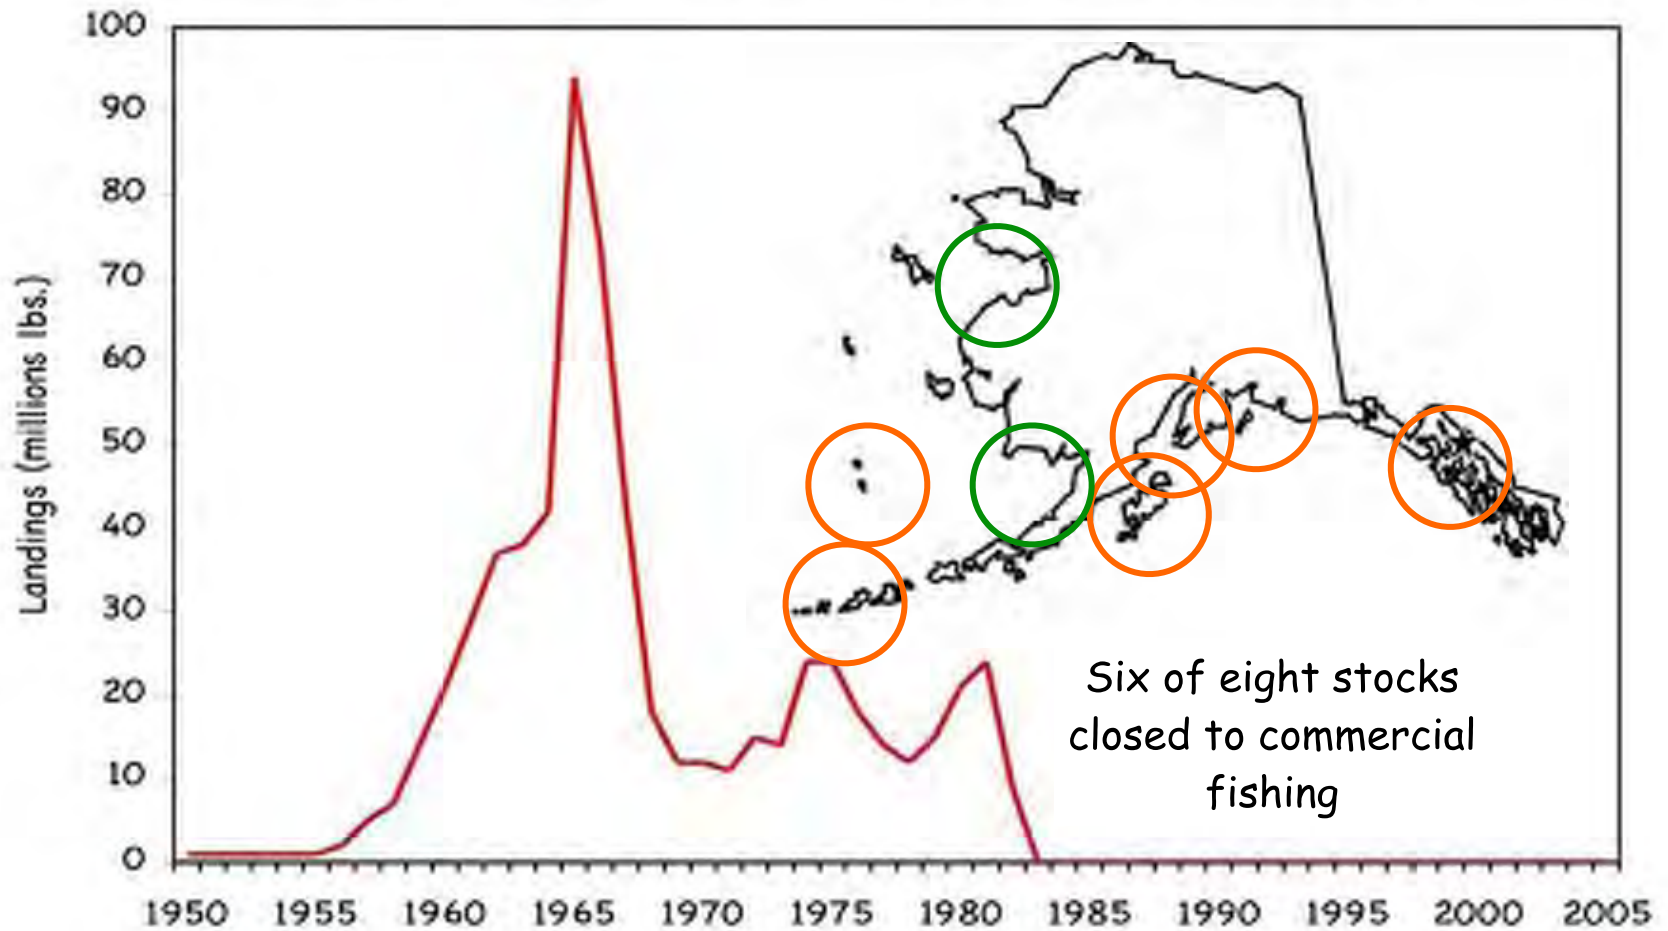 100
90
80
70
60
50
40
30
20
10
0
Landings (millions lbs.)
Six of eight stocks
closed to commercial
fishing
1950 1955 1960 1965 1970 1975 1980 1985 1990 1995 2000 2005